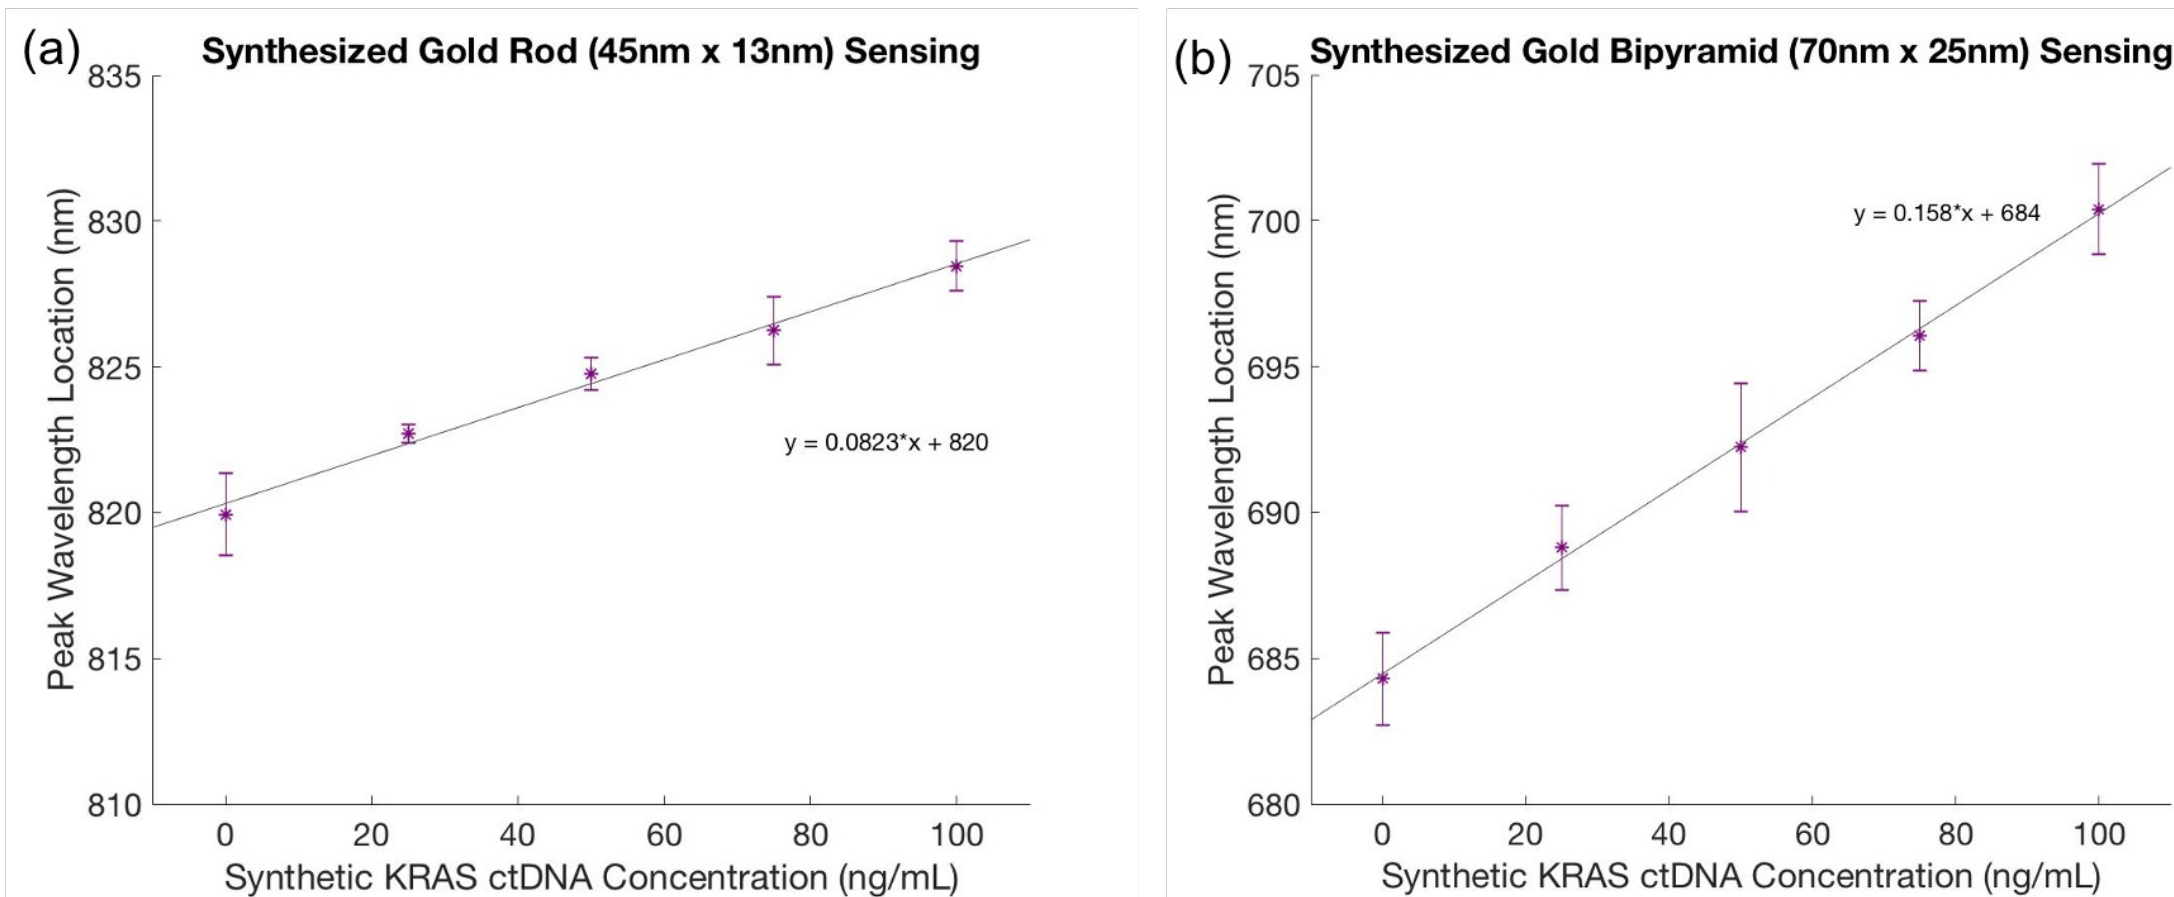 (a)
Synthesized Gold Rod (45nm x 13nm) Sensing
835
830
825
820
815
810
Peak Wavelength Location (nm)
y = 0.0823*x + 820
0 20 40 60 80 100
Synthetic KRAS ctDNA Concentration (ng/mL)
(b)
Synthesized Gold Bipyramid (70nm x 25nm) Sensing
705
700
695
690
685
680
Peak Wavelength Location (nm)
y = 0.158*x + 684
0 20 40 60 80 100
Synthetic KRAS ctDNA Concentration (ng/mL)